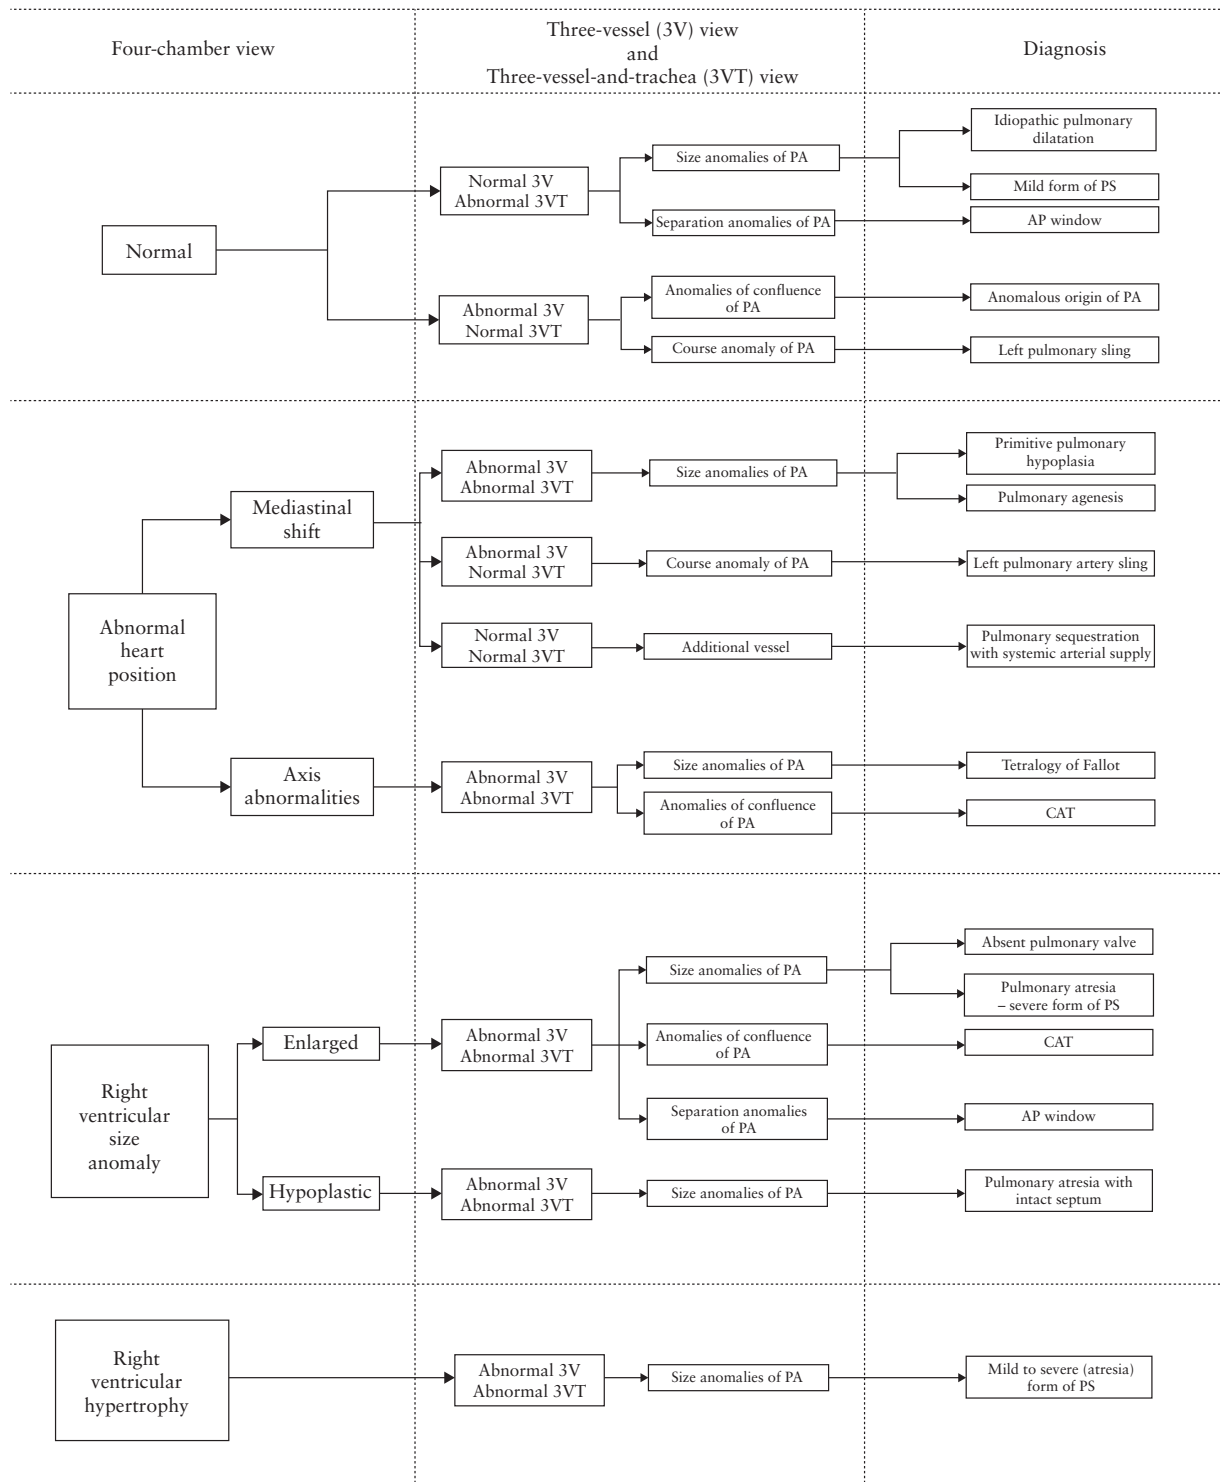 Four-chamber view
Three-vessel (3V) view
and
Three-vessel-and-trachea (3VT) view
Diagnosis
Normal
Normal 3V
Abnormal 3VT
Size anomalies of PA
Idiopathic pulmonary
dilatation
Mild form of PS
Separation anomalies of PA
AP window
Abnormal 3V
Normal 3VT
Anomalies of confluence
of PA
Anomalous origin of PA
Course anomaly of PA
Left pulmonary sling
Abnormal
heart
position
Mediastinal
shift
Abnormal 3V
Abnormal 3VT
Size anomalies of PA
Primitive pulmonary
hypoplasia
Pulmonary agenesis
Abnormal 3V
Normal 3VT
Course anomaly of PA
Left pulmonary artery sling
Normal 3V
Normal 3VT
Additional vessel
Pulmonary sequestration
with systemic arterial supply
Axis
abnormalities
Abnormal 3V
Abnormal 3VT
Size anomalies of PA
Tetralogy of Fallot
Anomalies of confluence
of PA
CAT
Right
ventricular
size
anomaly
Enlarged
Abnormal 3V
Abnormal 3VT
Size anomalies of PA
Absent pulmonary valve
Pulmonary atresia
– severe form of PS
Anomalies of confluence
of PA
CAT
Separation anomalies
of PA
AP window
Hypoplastic
Abnormal 3V
Abnormal 3VT
Size anomalies of PA
Pulmonary atresia with
intact septum
Right
ventricular
hypertrophy
Abnormal 3V
Abnormal 3VT
Size anomalies of PA
Mild to severe (atresia)
form of PS